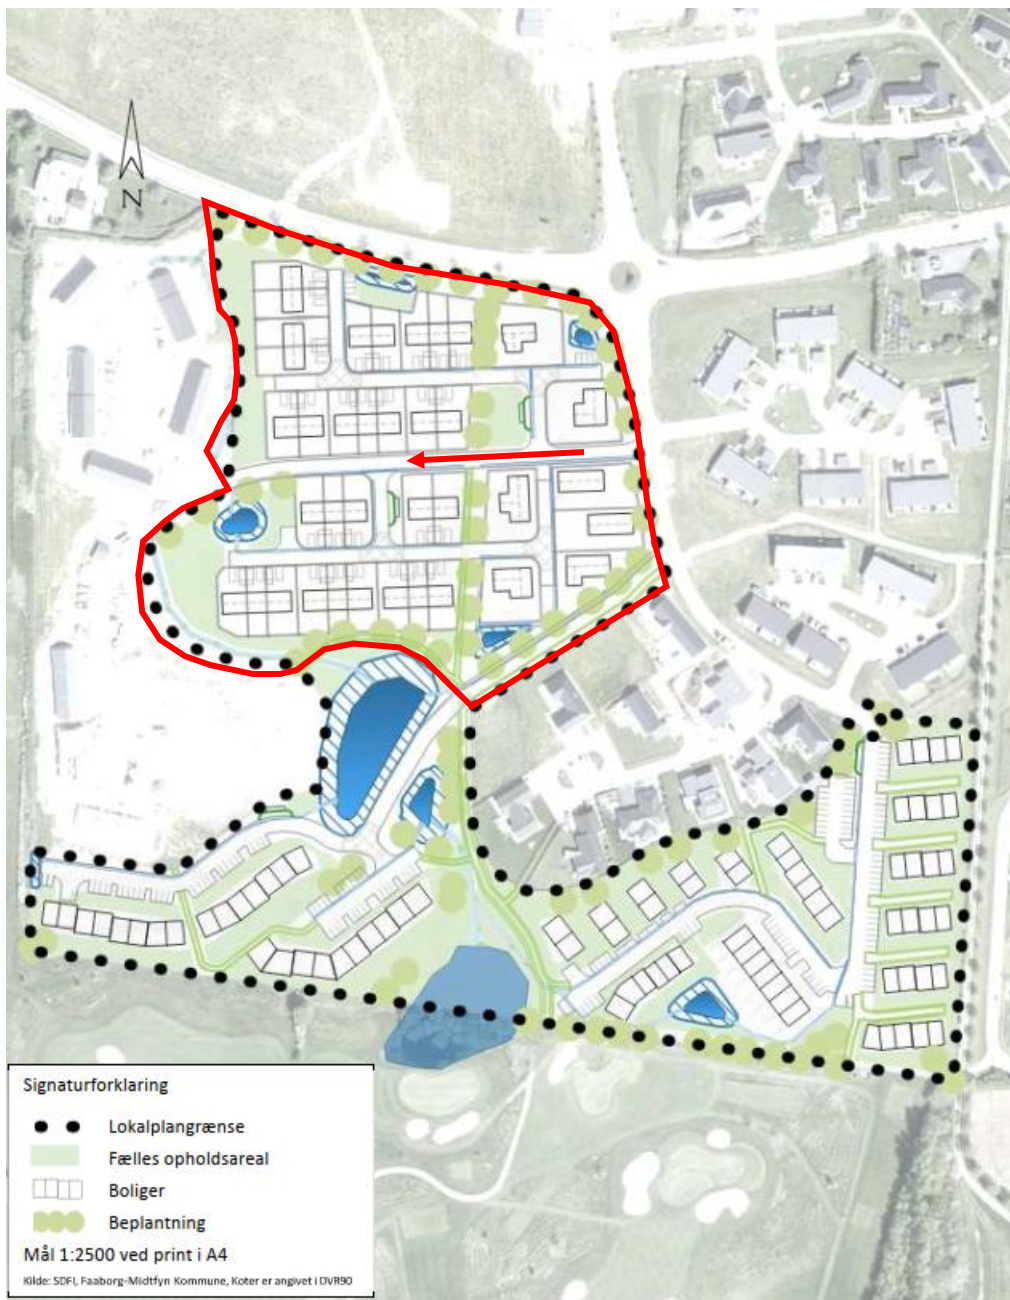 N
Signaturforklaring
Lokalplangrænse
Fælles opholdsareal
Boliger
Beplantning
Mål 1:2500 ved print i A4
Kilde: SDFI, Faaborg-Midtfyn Kommune, Koter er angivet i DVR90